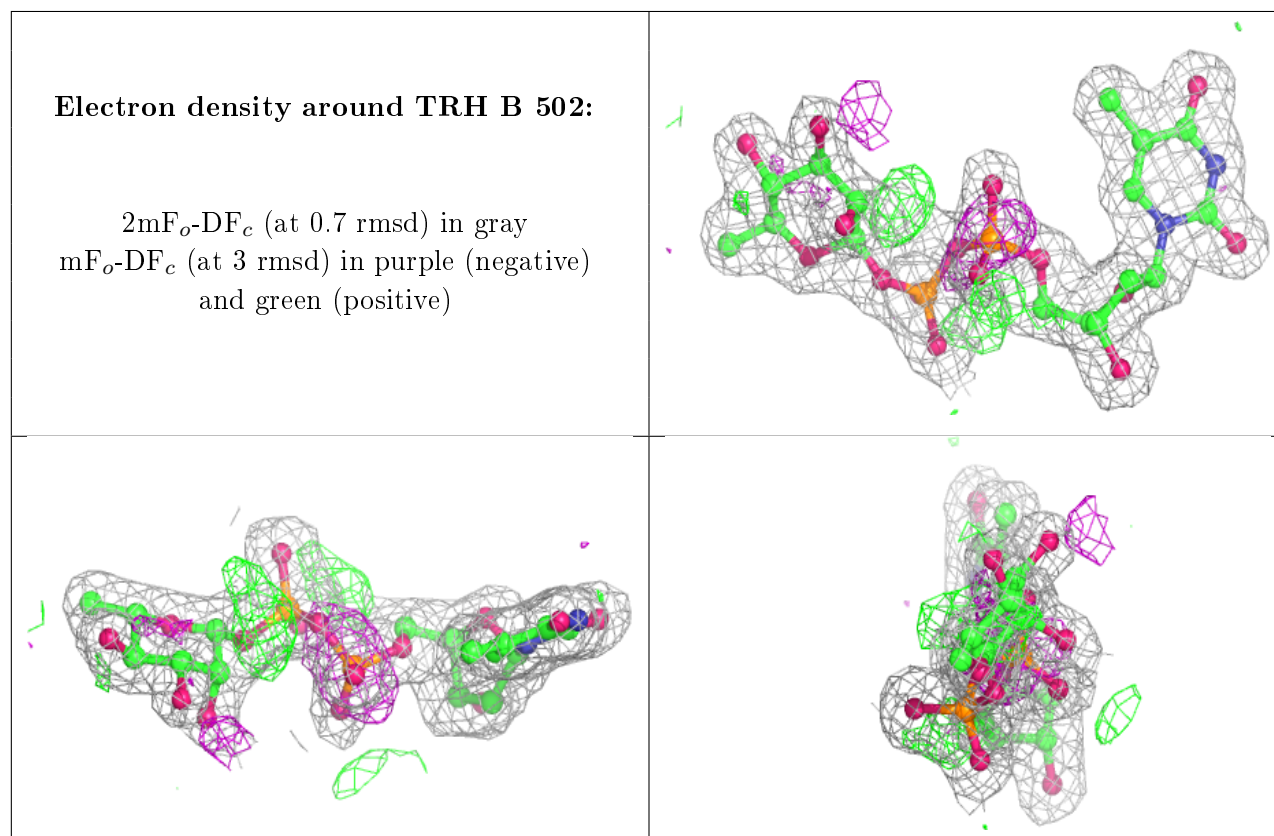 Electron density around TRH B 502:
2mFo-DFc (at 0.7 rmsd) in gray
mFo-DFc (at 3 rmsd) in purple (negative)
and green (positive)